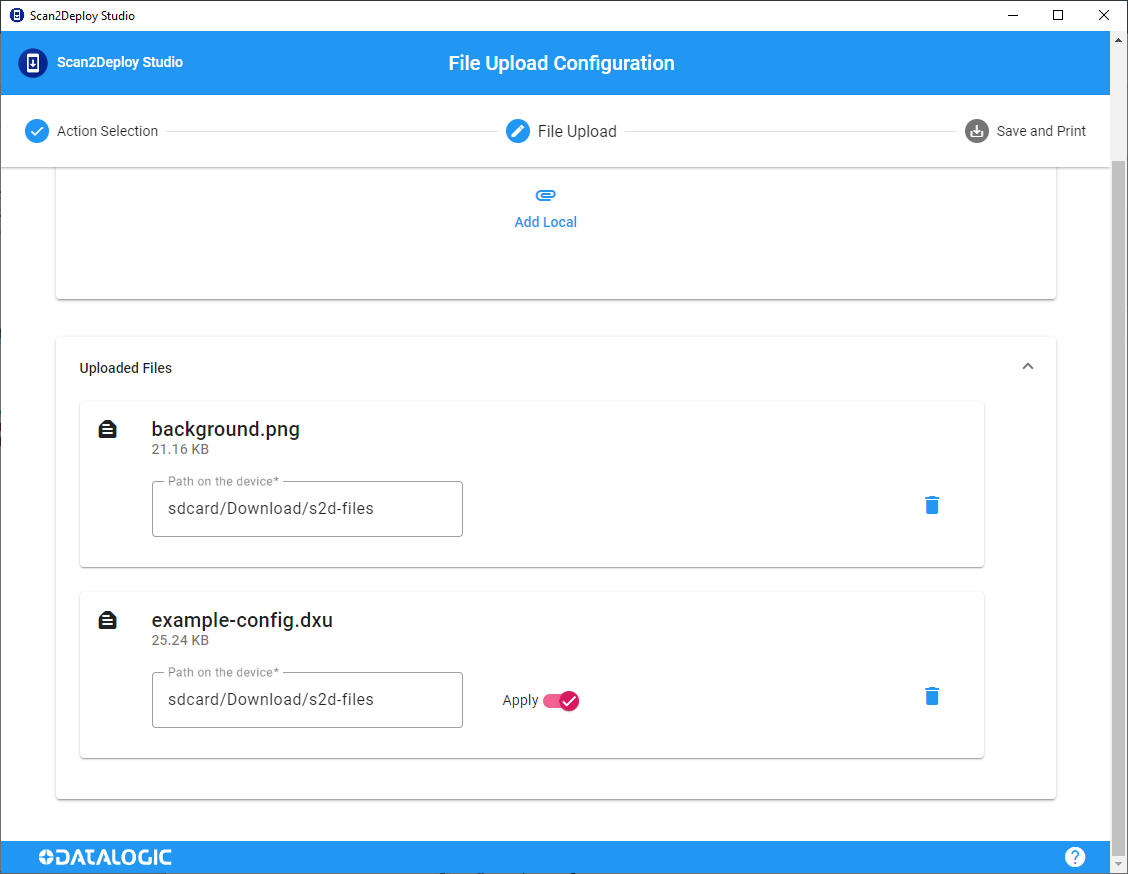 Scan2Deploy Studio
Scan2Deploy Studio
File Upload Configuration
Action Selection
File Upload
Save and Print
Add Local
Uploaded Files
background.png
21.16 KB
Path on the device*
sdcard/Download/s2d-files
example-config.dxu
25.24 KB
Path on the device*
sdcard/Download/s2d-files
Apply
DATALOGIC
?